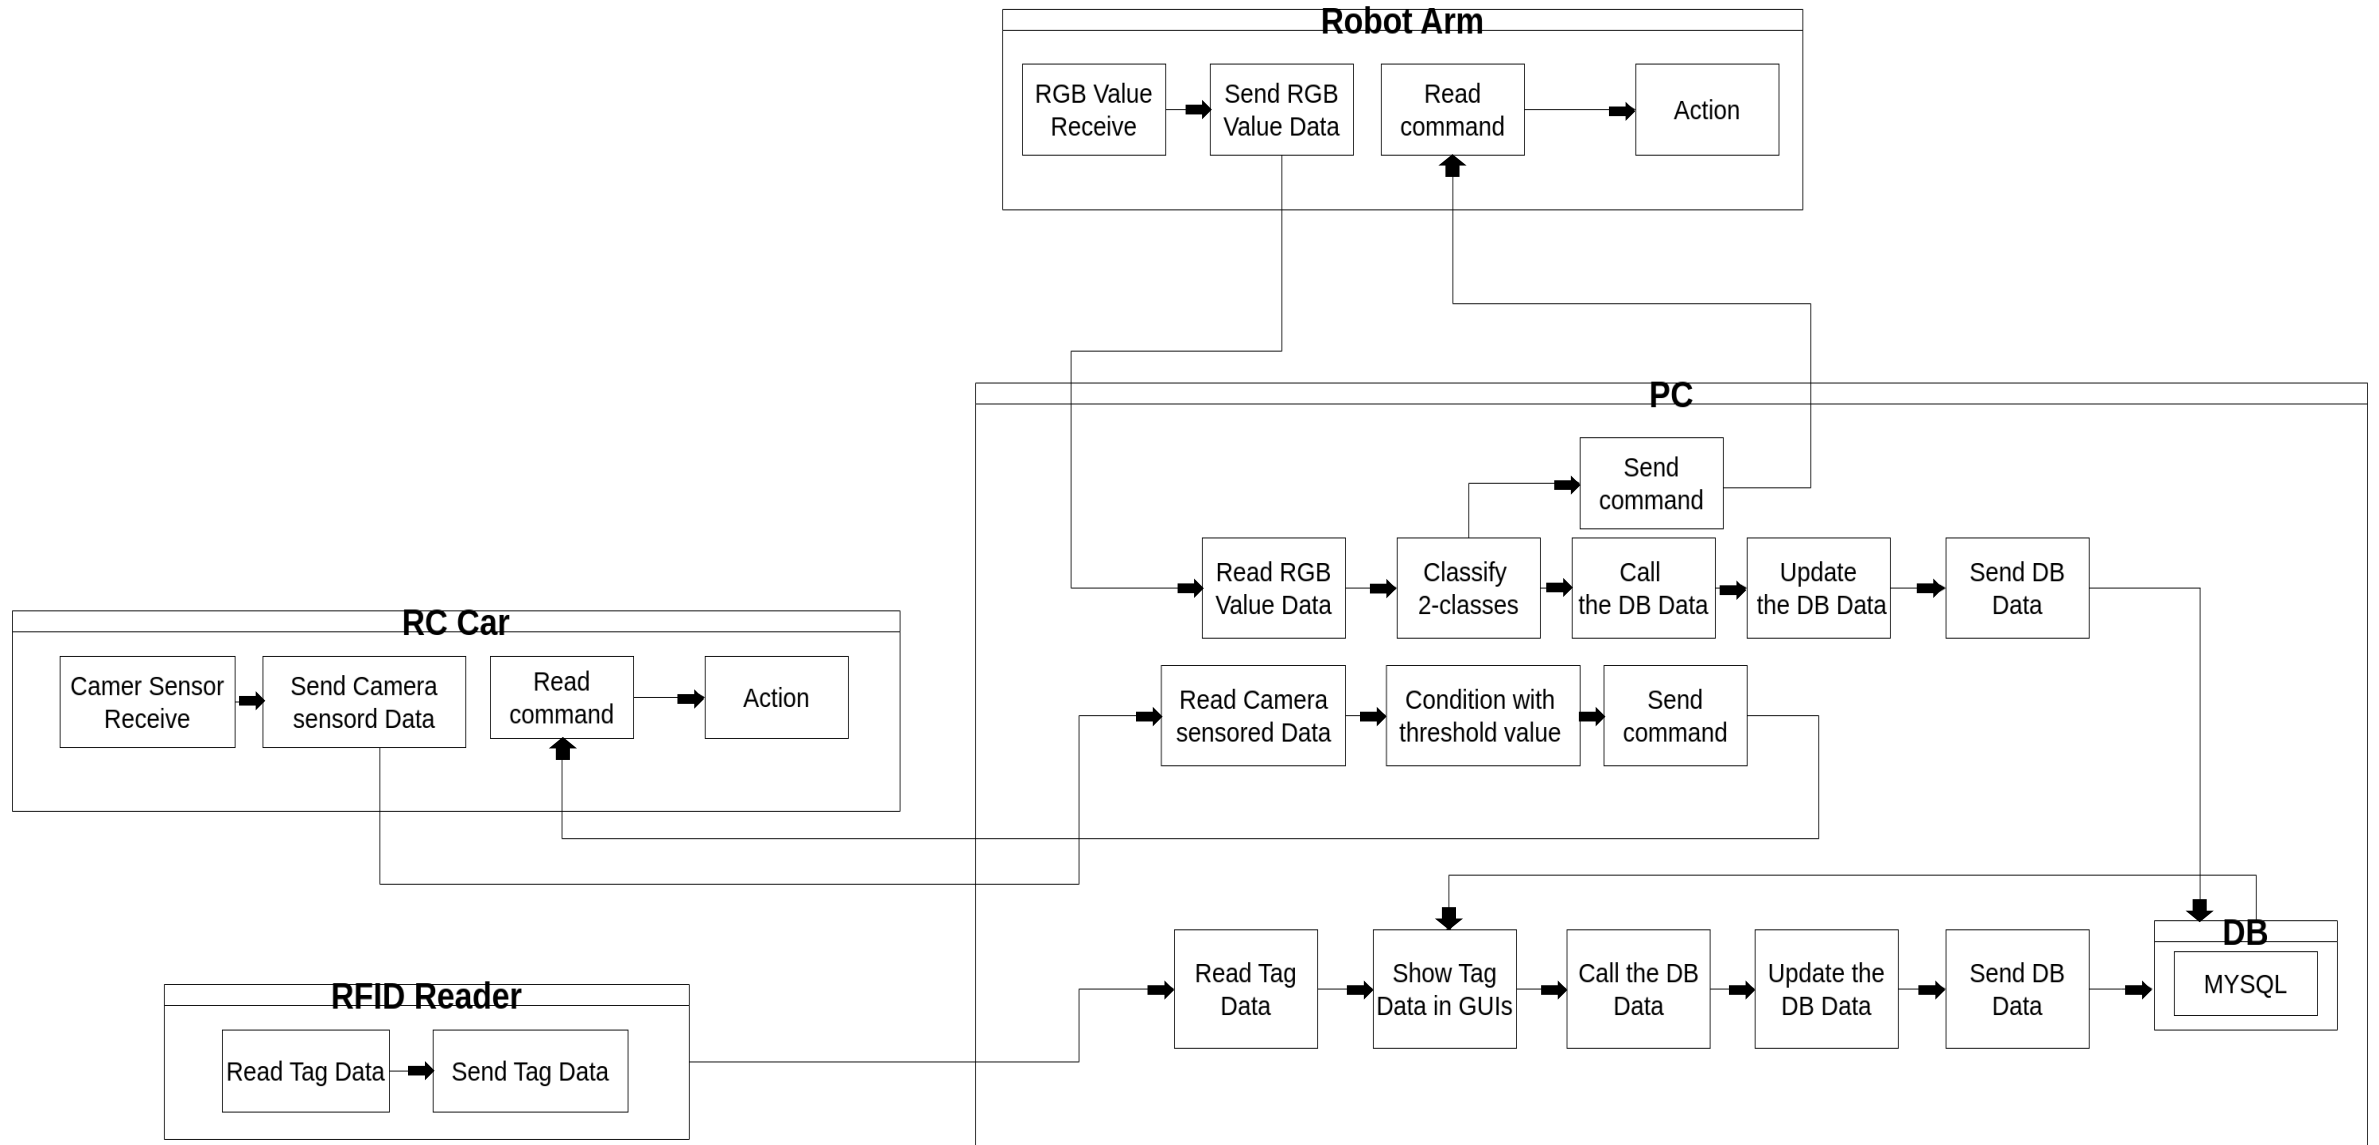 Robot Arm
RGB Value
Receive
Send RGB
Value Data
Read
command
Action
PC
Send
command
Read RGB
Value Data
Classify
2-classes
Call
the DB Data
Update
the DB Data
Send DB
Data
RC Car
Camer Sensor
Receive
Send Camera
sensord Data
Read
command
Action
Read Camera
sensored Data
Condition with
threshold value
Send
command
RFID Reader
Read Tag Data
Send Tag Data
Read Tag
Data
Show Tag
Data in GUIs
Call the DB
Data
Update the
DB Data
Send DB
Data
DB
MYSQL